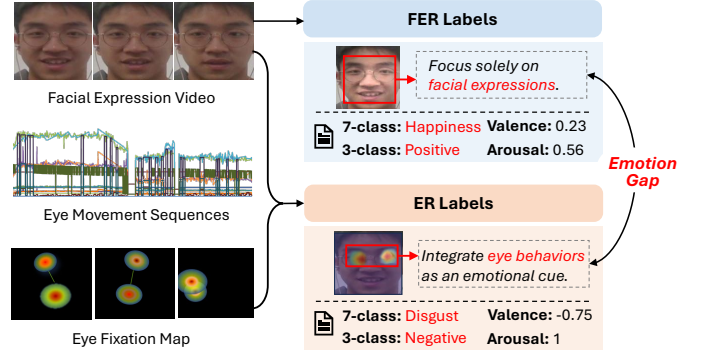 Facial Expression Video
Eye Movement Sequences
Eye Fixation Map
FER Labels
Focus solely on
facial expressions.
7-class: Happiness Valence: 0.23
3-class: Positive Arousal: 0.56
Emotion
Gap
ER Labels
Integrate eye behaviors
as an emotional cue.
7-class: Disgust Valence: -0.75
3-class: Negative Arousal: 1